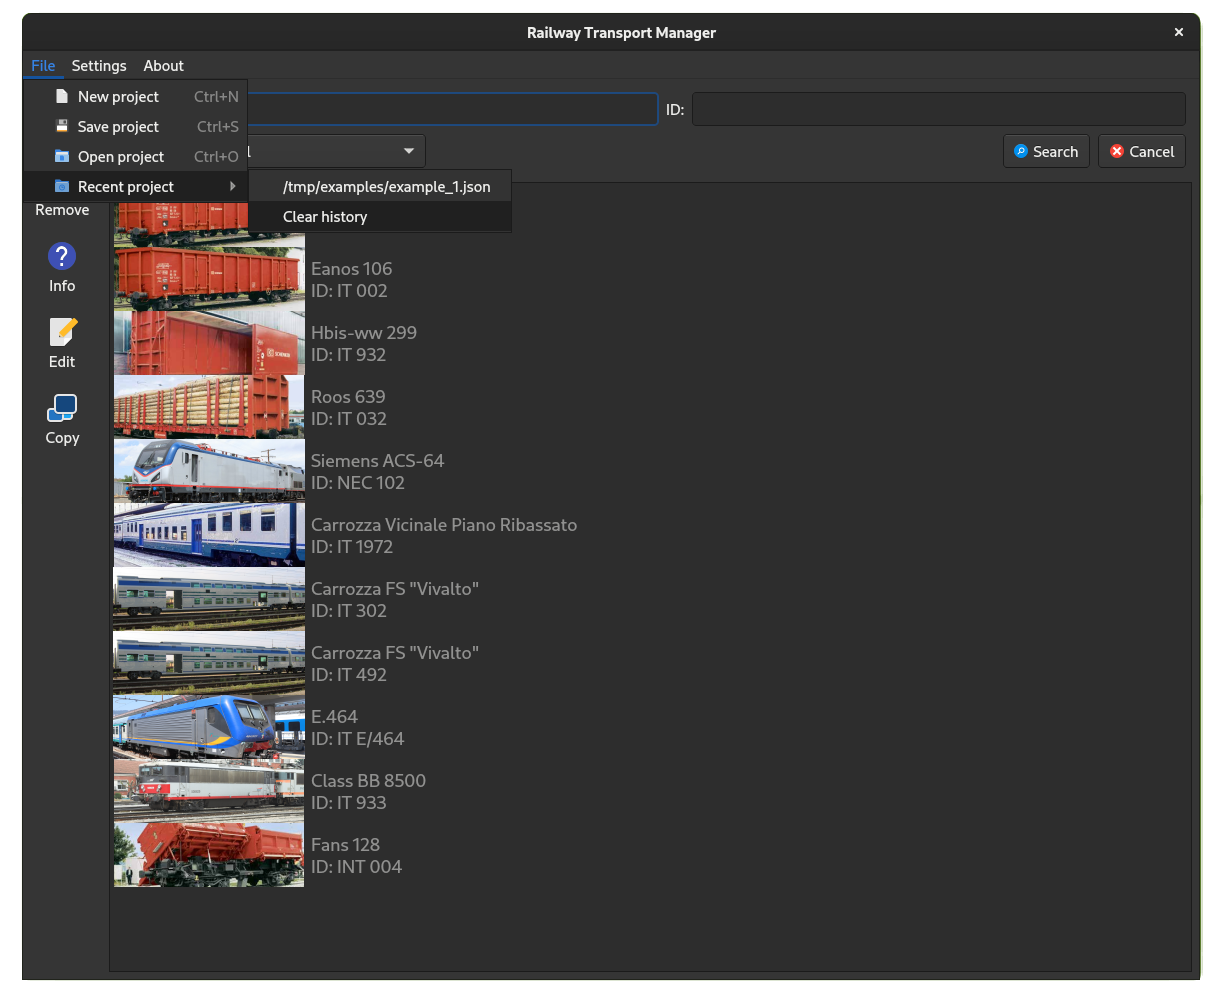 Railway Transport Manager
File Settings About
New project Ctrl+N
ID:
Save project Ctrl+S
Open project Ctrl+O
Search Cancel
Recent project
/tmp/examples/example_1.json
Clear history
Remove
Info
Edit
Copy
Eanos 106
ID: IT 002
Hbis-ww 299
ID: IT 932
Roos 639
ID: IT 032
Siemens ACS-64
ID: NEC 102
Carrozza Vicinale Piano Ribassato
ID: IT 1972
Carrozza FS "Vivalto"
ID: IT 302
Carrozza FS "Vivalto"
ID: IT 492
E.464
ID: IT E/464
Class BB 8500
ID: IT 933
Fans 128
ID: INT 004